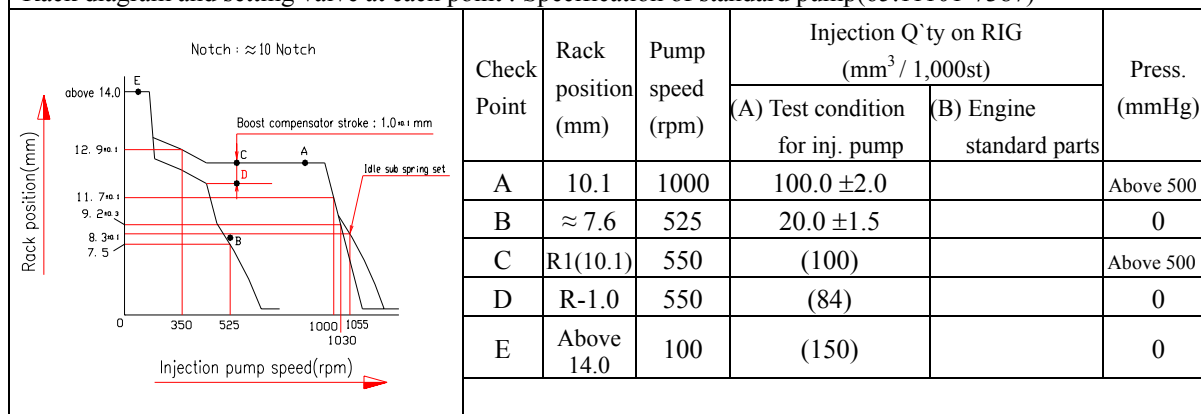 Rack diagram and setting valve at each point : Specification of standard pump(65.11101-7367)
Notch : ≈10 Notch
above 14.0
E
Boost compensator stroke : 1.0±0.1 mm
12. 9±0.1
C
A
D
Idle sub spring set
11. 7±0.1
9. 2±0.3
8. 3±0.1
B
7. 5
Rack position(mm)
0
350
525
1000
1055
1030
Injection pump speed(rpm)
Check Point
Rack position (mm)
Pump speed (rpm)
Injection Q`ty on RIG
(mm³ / 1,000st)
Press. (mmHg)
(A) Test condition for inj. pump
(B) Engine standard parts
A 10.1 1000 100.0 ±2.0 Above 500
B ≈ 7.6 525 20.0 ±1.5 0
C R1(10.1) 550 (100) Above 500
D R-1.0 550 (84) 0
E Above 14.0 100 (150) 0